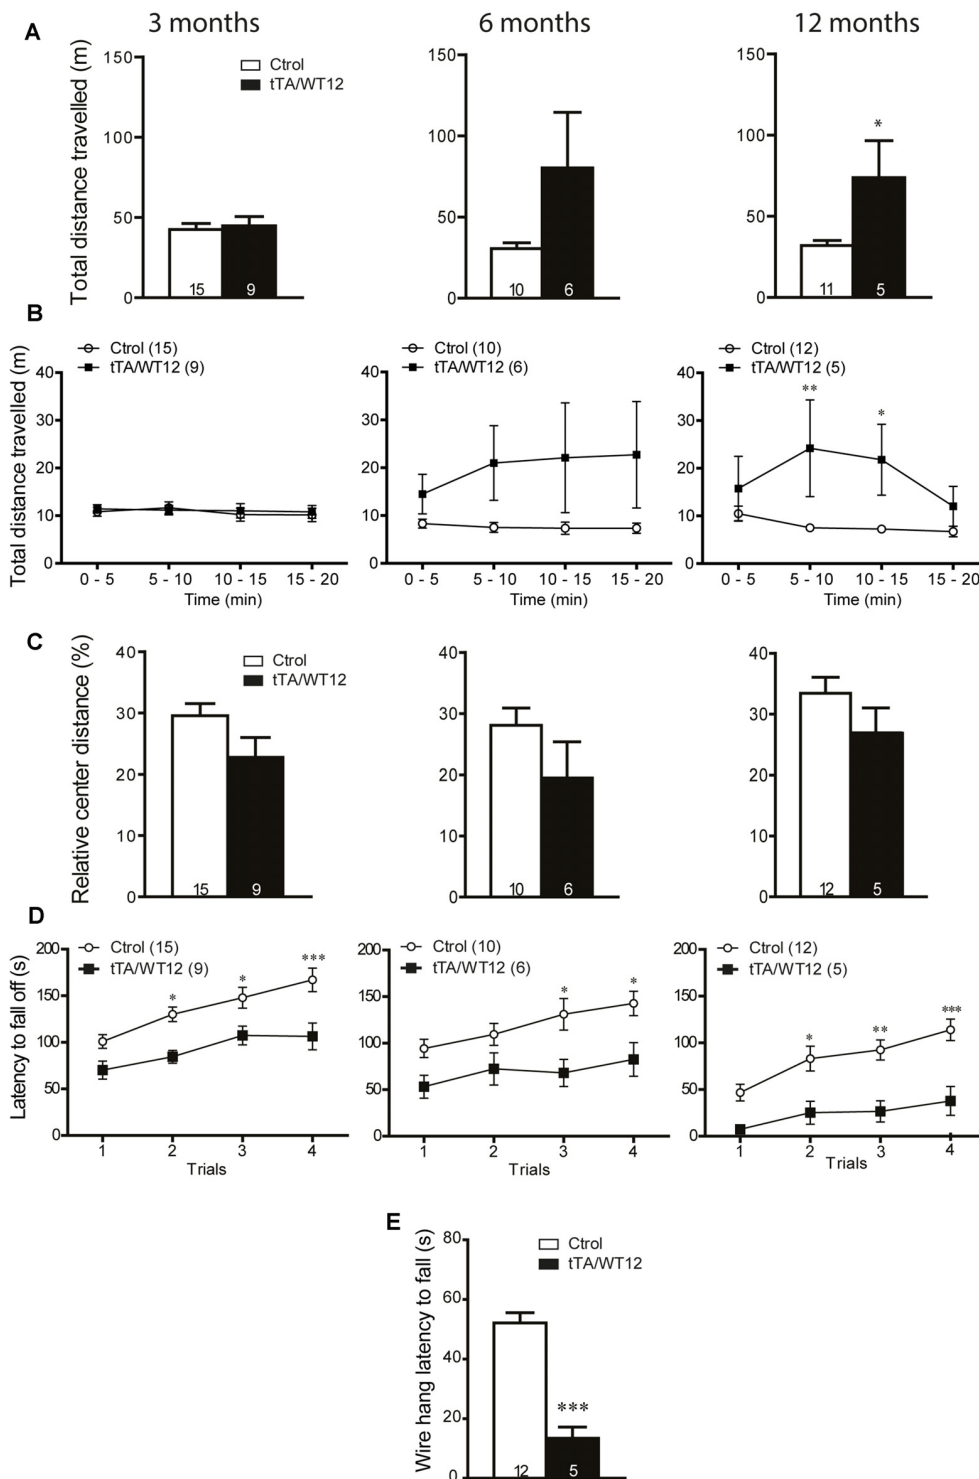 3 months 6 months 12 months
A
Total distance travelled (m)
150 150 150
Ctrol
tTA/WT12
*
100 100 100
50 50 50
0 15 9 0 10 6 0 11 5
B
Total distance travelled (m)
Ctrol (15) Ctrol (10) Ctrol (12)
tTA/WT12 (9) tTA/WT12 (6) tTA/WT12 (5)
40 40 40
** *
30 30 30
20 20 20
10 10 10
0 0 0
0 - 5 5 - 10 10 - 15 15 - 20 0 - 5 5 - 10 10 - 15 15 - 20 0 - 5 5 - 10 10 - 15 15 - 20
Time (min) Time (min) Time (min)
C
Relative center distance (%)
40 40 40
Ctrol
tTA/WT12
30 30 30
20 20 20
10 10 10
0 15 9 0 10 6 0 12 5
D
Latency to fall off (s)
200 200 200
Ctrol (15) Ctrol (10) Ctrol (12)
tTA/WT12 (9) tTA/WT12 (6) tTA/WT12 (5)
* * *** * * * ** ***
150 150 150
100 100 100
50 50 50
0 0 0
1 2 3 4 1 2 3 4 1 2 3 4
Trials Trials Trials
E
Wire hang latency to fall (s)
80
Ctrol
tTA/WT12
60
40
***
20
0 12 5